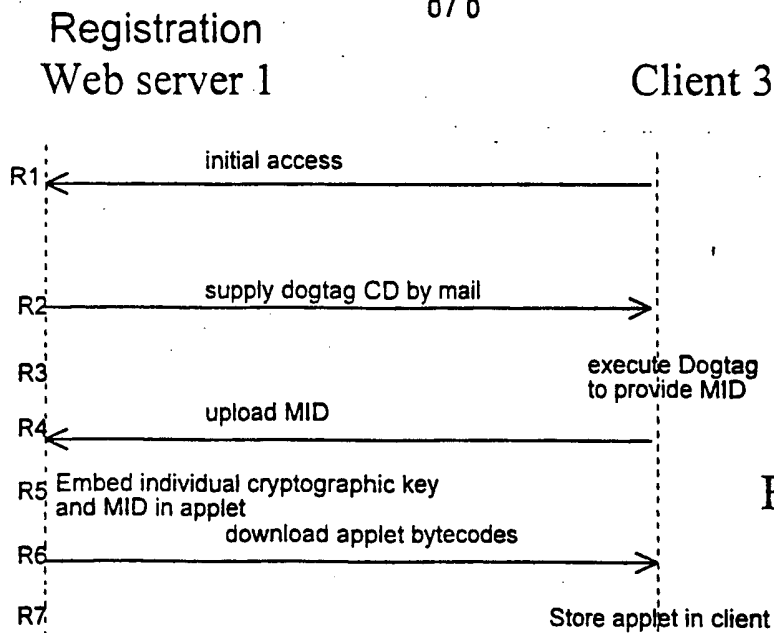 6/ 8
Registration
Web server 1
Client 3
R1
initial access
R2
supply dogtag CD by mail
R3
execute Dogtag
to provide MID
R4
upload MID
R5
Embed individual cryptographic key
and MID in applet
R6
download applet bytecodes
R7
Store applet in client